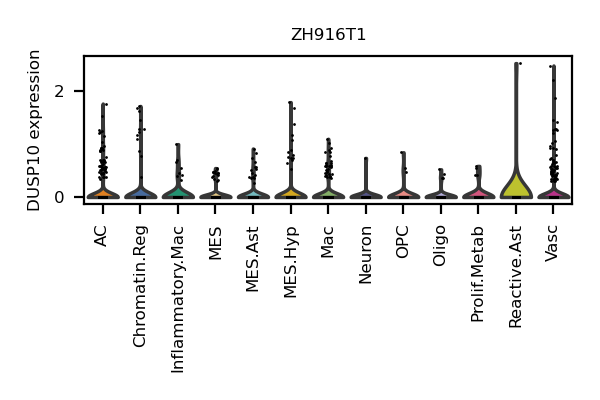 ZH916T1
DUSP10 expression
2
0
AC
Chromatin.Reg
Inflammatory.Mac
MES
MES.Ast
MES.Hyp
Mac
Neuron
OPC
Oligo
Prolif.Metab
Reactive.Ast
Vasc